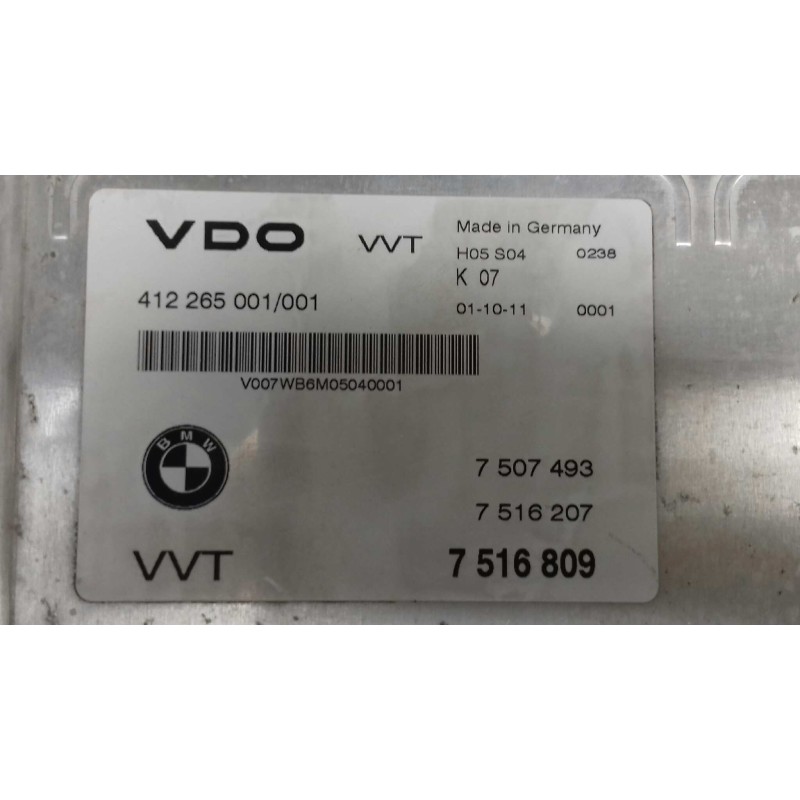 VDO VVT
Made in Germany
H05 S04 0238
K 07
412 265 001/001
01-10-11 0001
V007WB6M05040001
BMW
7 507 493
7 516 207
VVT 7 516 809